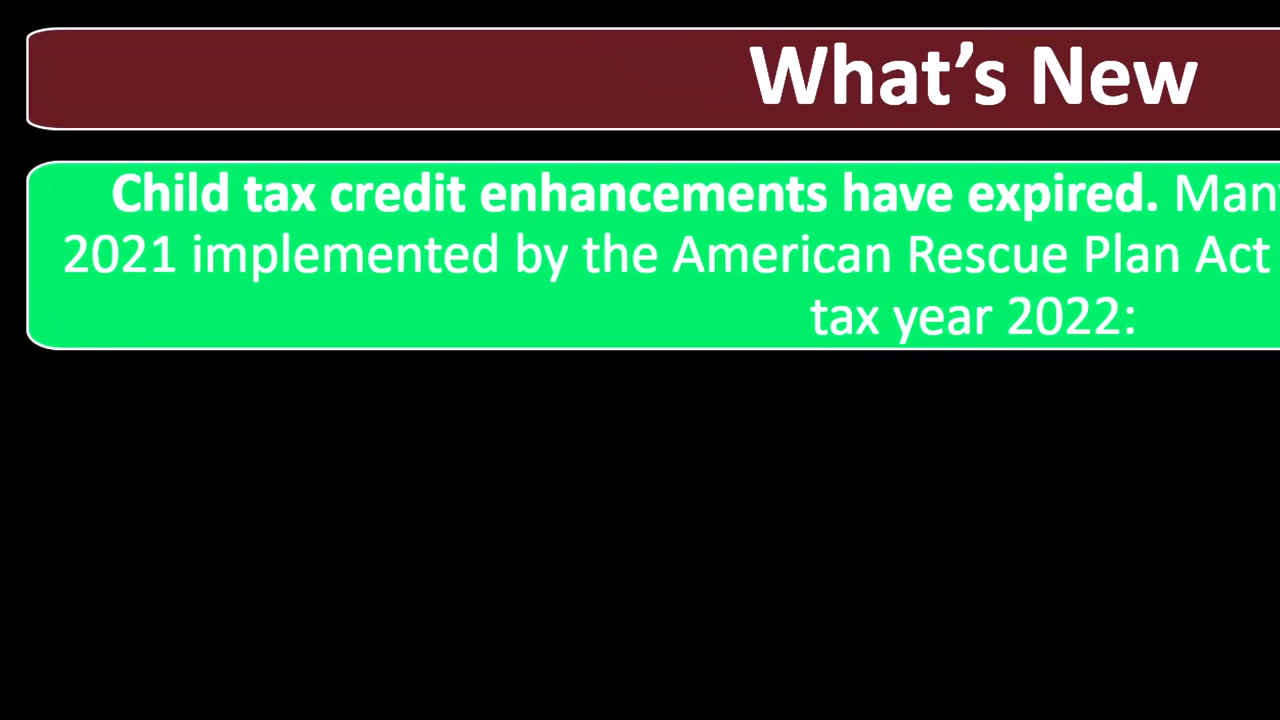 What’s New
Child tax credit enhancements have expired.
2021 implemented by the American Rescue Plan Act
tax year 2022: